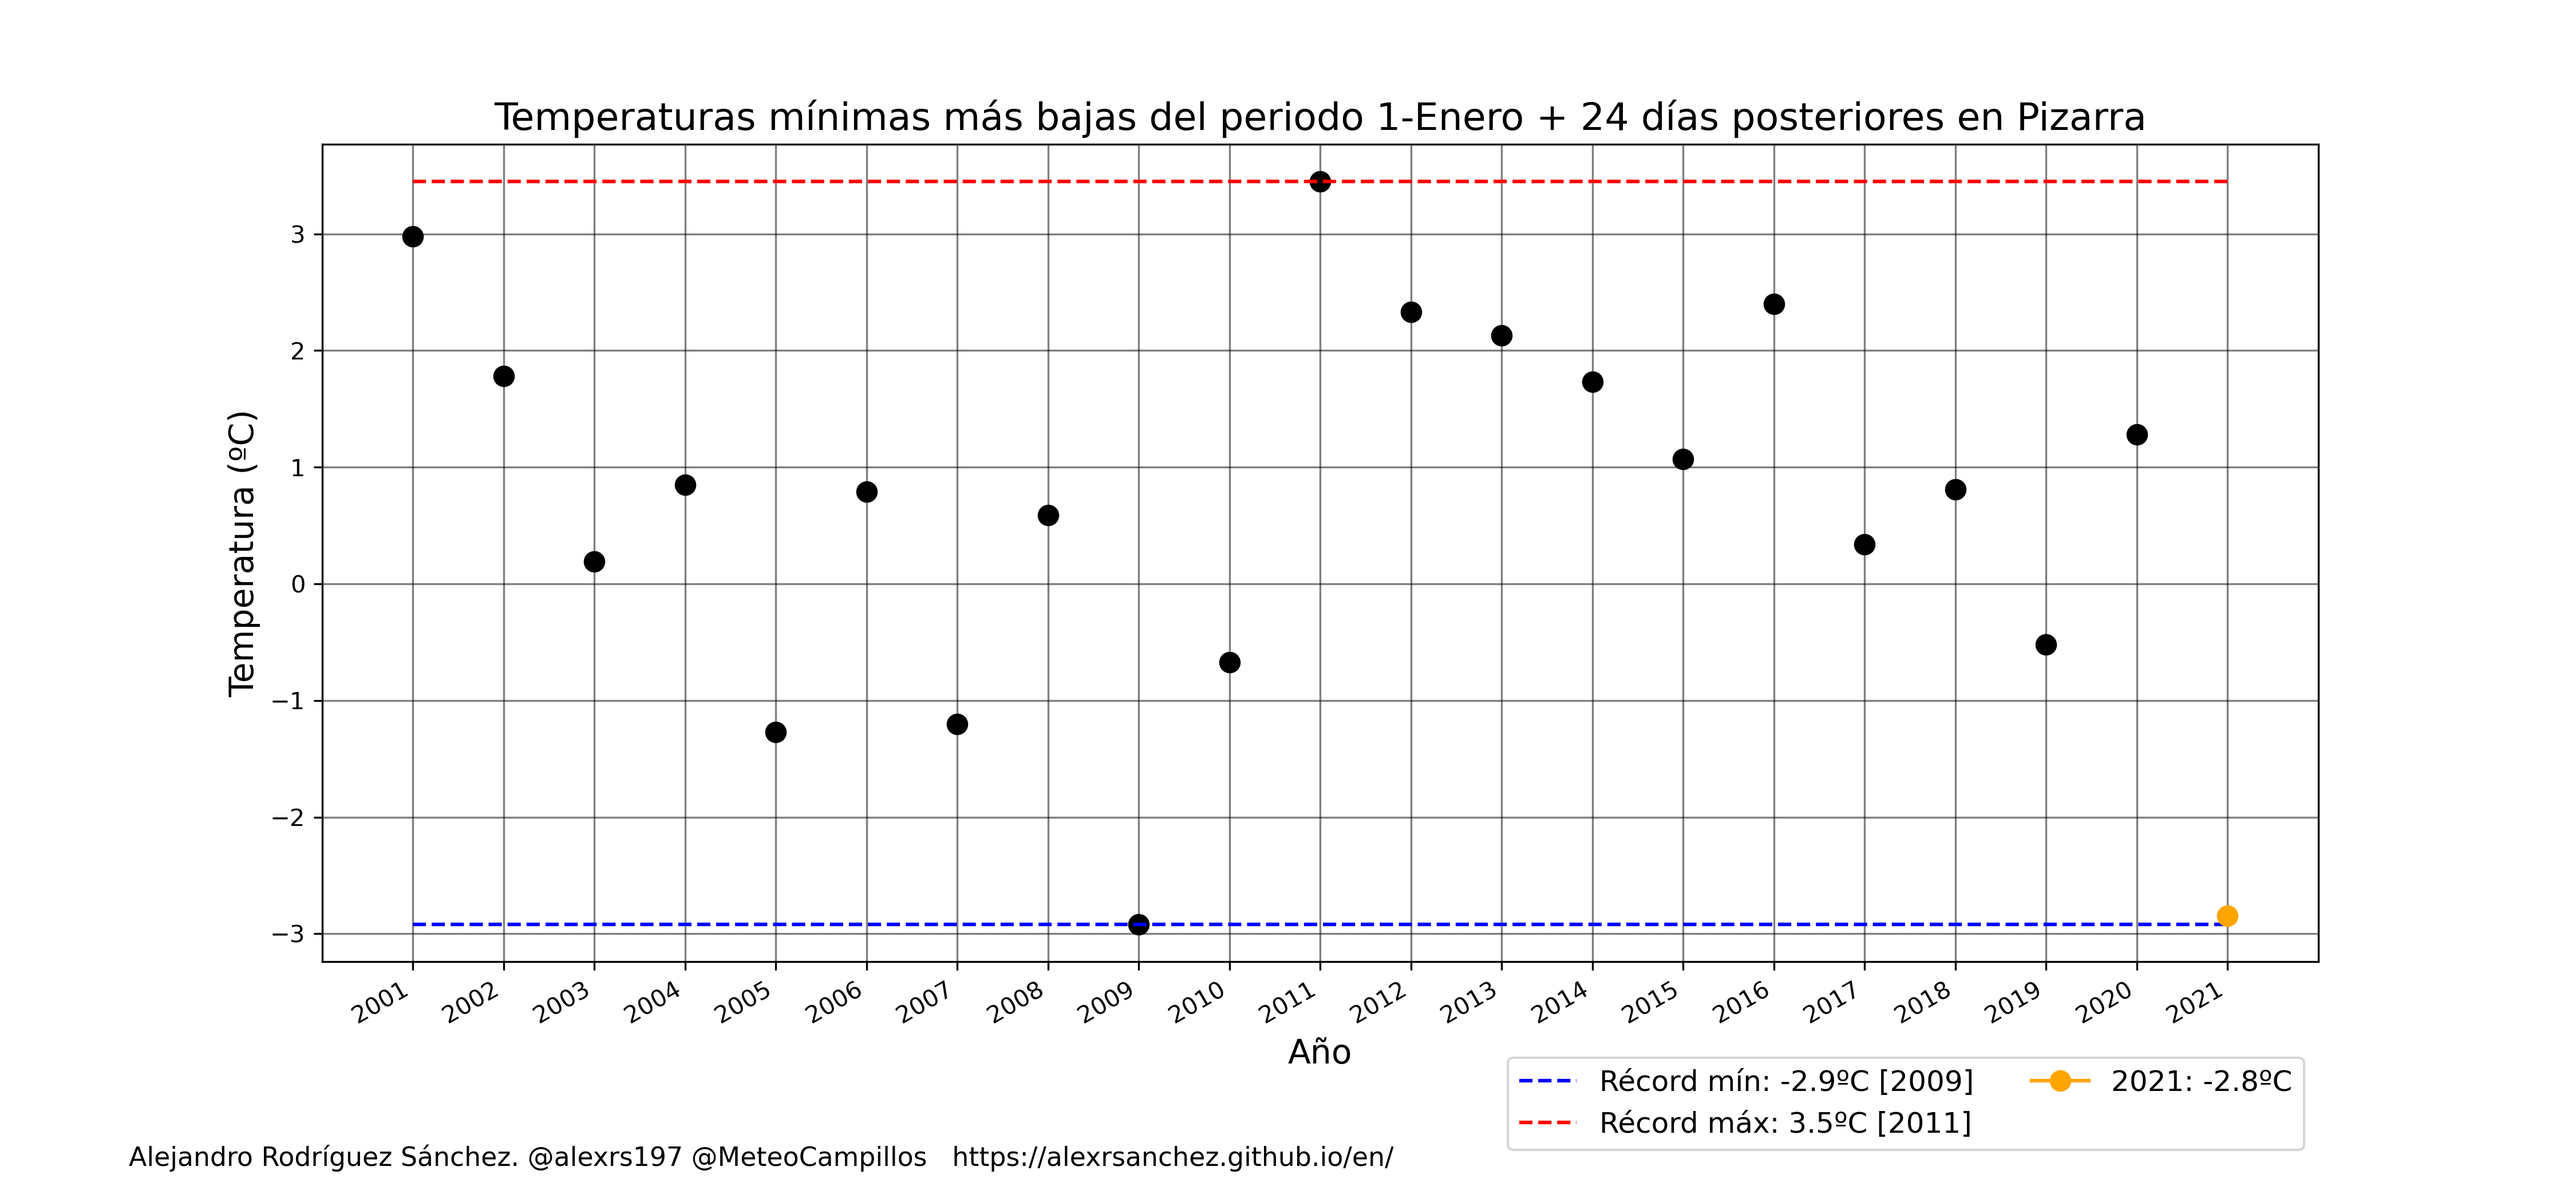 Temperaturas mínimas más bajas del periodo 1-Enero + 24 días posteriores en Pizarra
Temperatura (ºC)
3
2
1
0
−1
−2
−3
2001 2002 2003 2004 2005 2006 2007 2008 2009 2010 2011 2012 2013 2014 2015 2016 2017 2018 2019 2020 2021
Año
Récord mín: -2.9ºC [2009]
Récord máx: 3.5ºC [2011]
2021: -2.8ºC
Alejandro Rodríguez Sánchez. @alexrs197 @MeteoCampillos https://alexrsanchez.github.io/en/